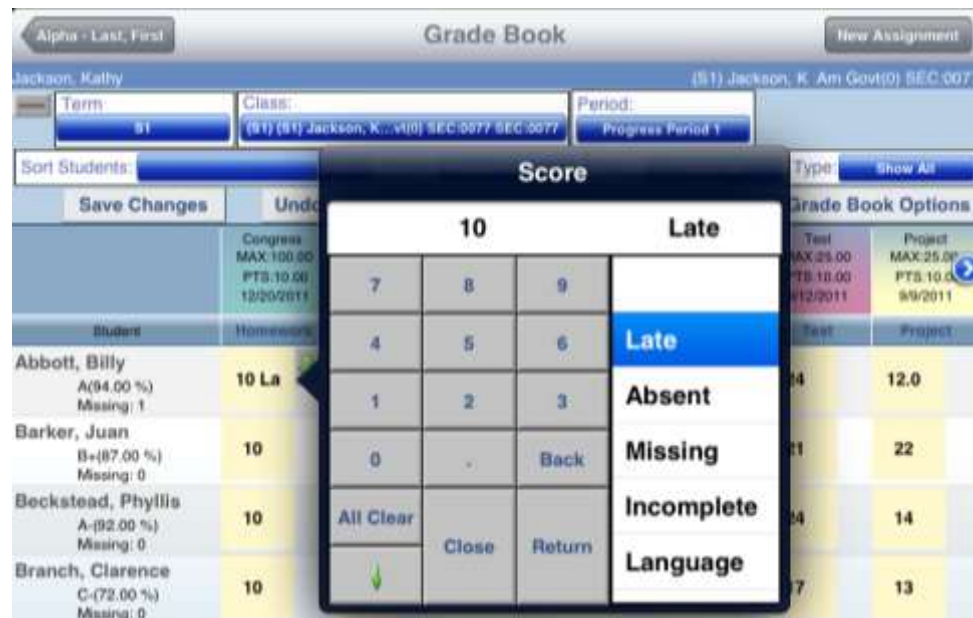 Alpha - Last, First
Grade Book
New Assignment
Jackson, Kathy
(S1) Jackson, K Am Govt(0) SEC:0077
Term
Class:
Period:
S1
(S1) (S1) Jackson, K...vt(0) SEC:0077 SEC:0077
Progress Period 1
Sort Students:
Type:
Show All
Save Changes
Undo
Grade Book Options
Score
10
Late
Congress
MAX:100.00
PTS:10.00
12/20/2011
Homework
Student
Test
MAX:25.00
PTS:10.00
9/12/2011
Test
Project
MAX:25.00
PTS:10.0
9/9/2011
Project
7 8 9
4 5 6
1 2 3
0 . Back
All Clear
Close
Return
Late
Absent
Missing
Incomplete
Language
Abbott, Billy
A(94.00 %)
Missing: 1
10 La
12.0
Barker, Juan
B+(87.00 %)
Missing: 0
10
22
Beckstead, Phyllis
A-(92.00 %)
Missing: 0
10
14
Branch, Clarence
C-(72.00 %)
Missing: 0
10
13